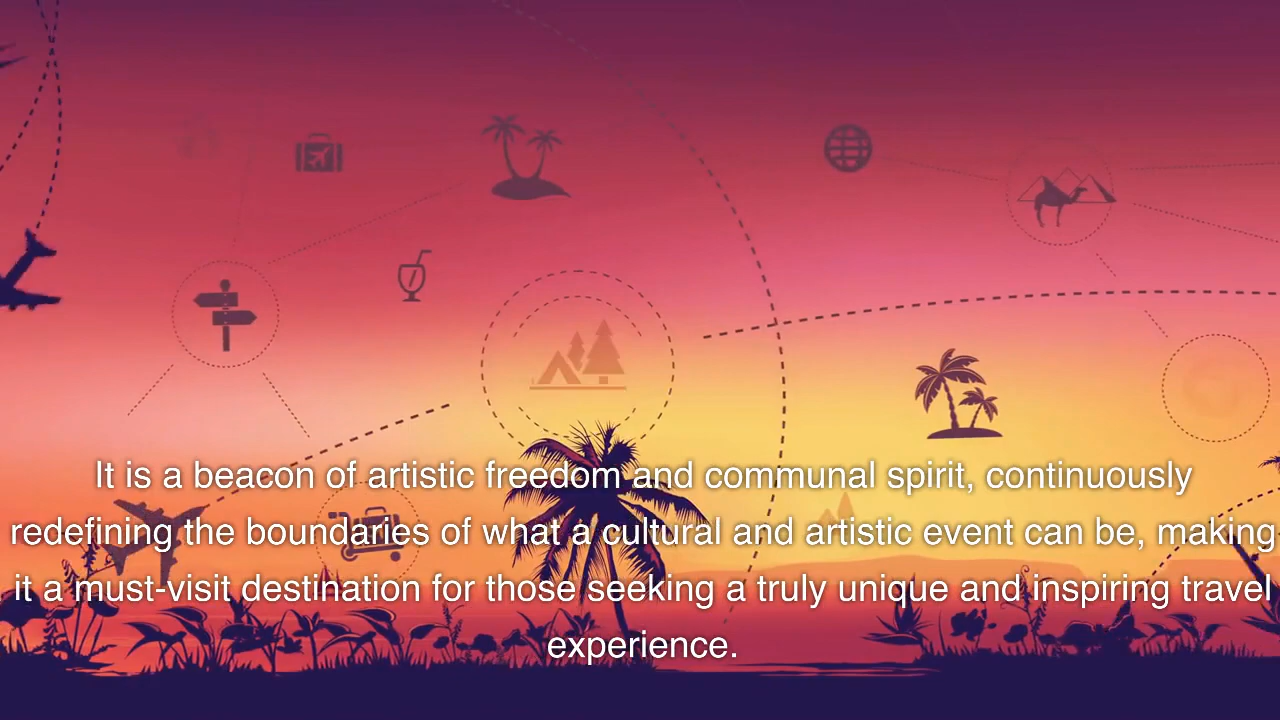 It is a beacon of artistic freedom and communal spirit, continuously
redefining the boundaries of what a cultural and artistic event can be, making
it a must-visit destination for those seeking a truly unique and inspiring travel
experience.